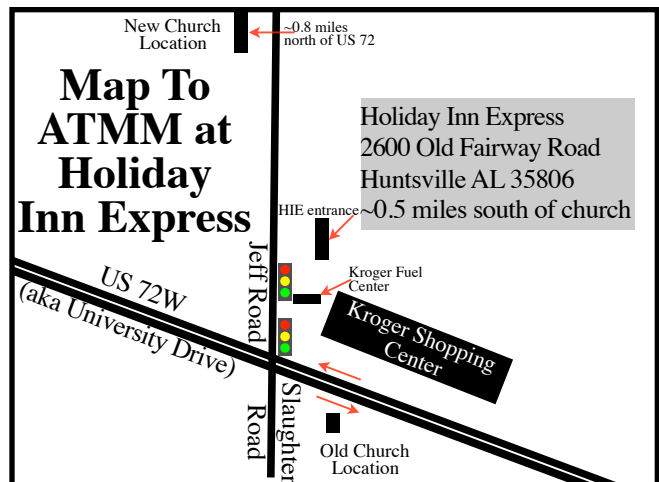 New Church
Location
~0.8 miles
north of US 72
Map To
ATMM at
Holiday
Inn Express
Holiday Inn Express
2600 Old Fairway Road
Huntsville AL 35806
~0.5 miles south of church
HIE entrance
Jeff Road
Kroger Fuel
Center
US 72W
(aka University Drive)
Kroger Shopping
Center
Slaughter
Road
Old Church
Location